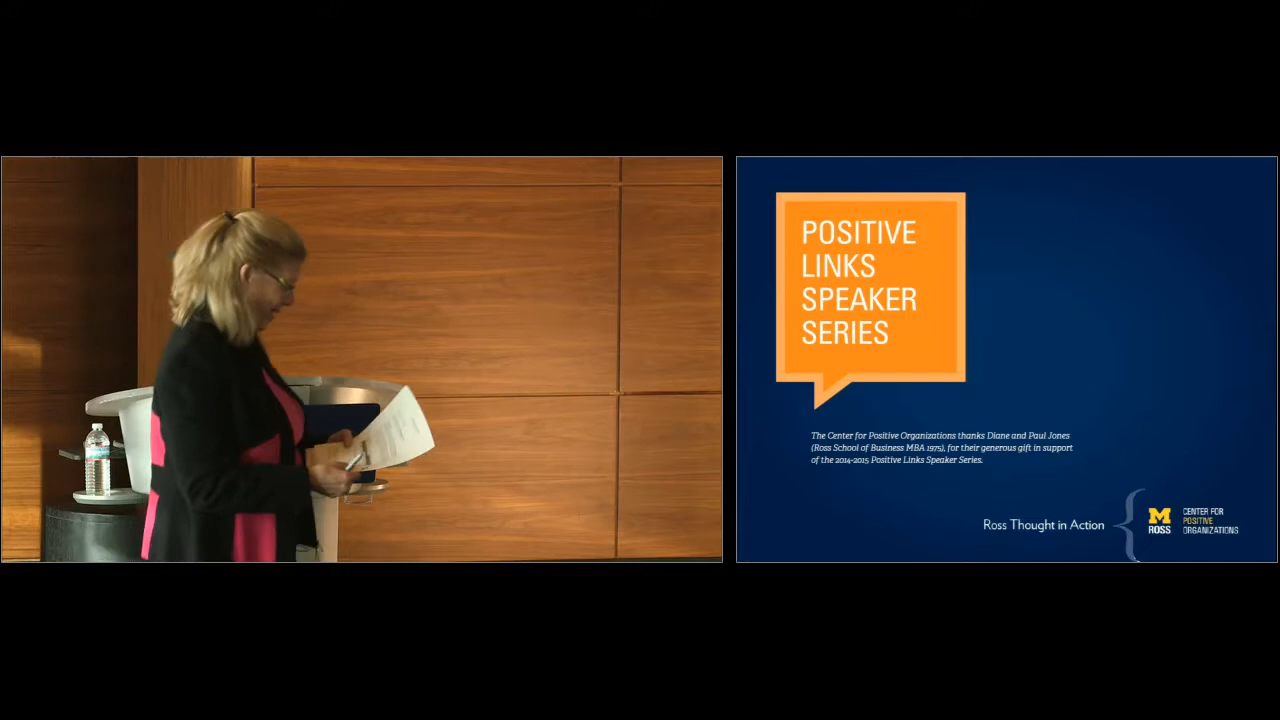 POSITIVE
LINKS
SPEAKER
SERIES
The Center for Positive Organizations thanks Diane and Paul Jones
(Ross School of Business MBA 1975), for their generous gift in support
of the 2014-2015 Positive Links Speaker Series.
Ross Thought in Action
M
ROSS
CENTER FOR
POSITIVE
ORGANIZATIONS